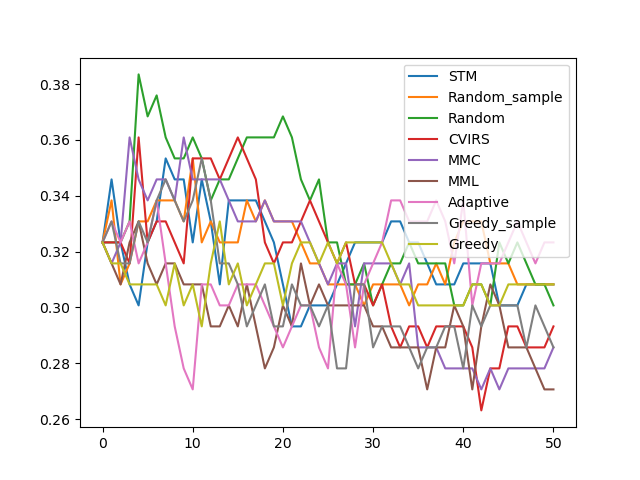 0.38
0.36
0.34
0.32
0.30
0.28
0.26
0
10
20
30
40
50
STM
Random_sample
Random
CVIRS
MMC
MML
Adaptive
Greedy_sample
Greedy